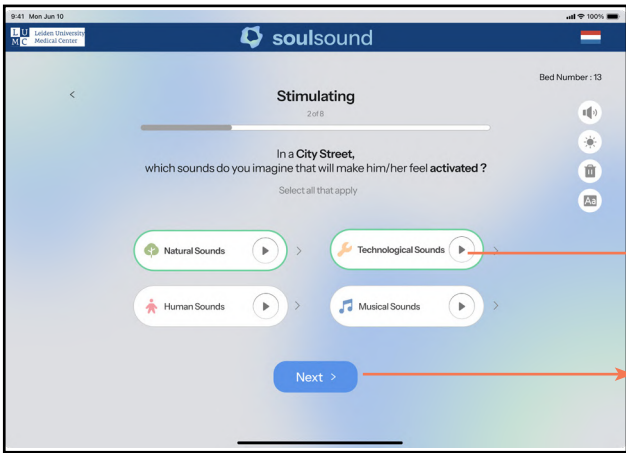 9:41 Mon Jun 10
100%
L U
M C
Leiden University
Medical Center
soulsound
Bed Number : 13
<
Stimulating
2 of 8
In a City Street,
which sounds do you imagine that will make him/her feel activated ?
Select all that apply
Natural Sounds >
Technological Sounds >
Human Sounds >
Musical Sounds >
Aa
Next >